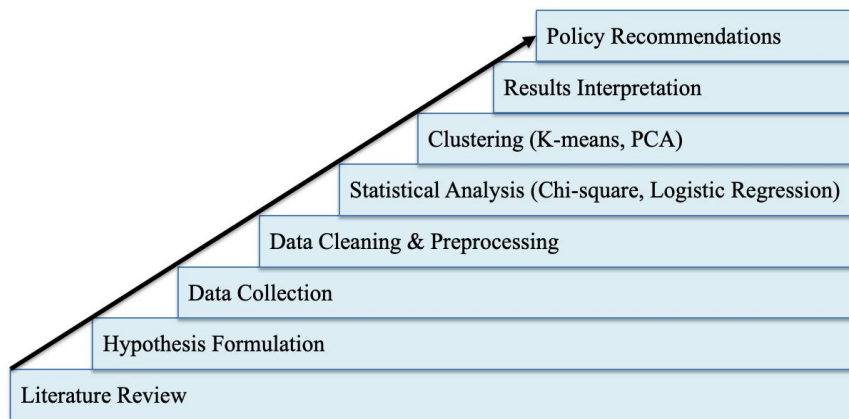 Policy Recommendations
Results Interpretation
Clustering (K-means, PCA)
Statistical Analysis (Chi-square, Logistic Regression)
Data Cleaning & Preprocessing
Data Collection
Hypothesis Formulation
Literature Review